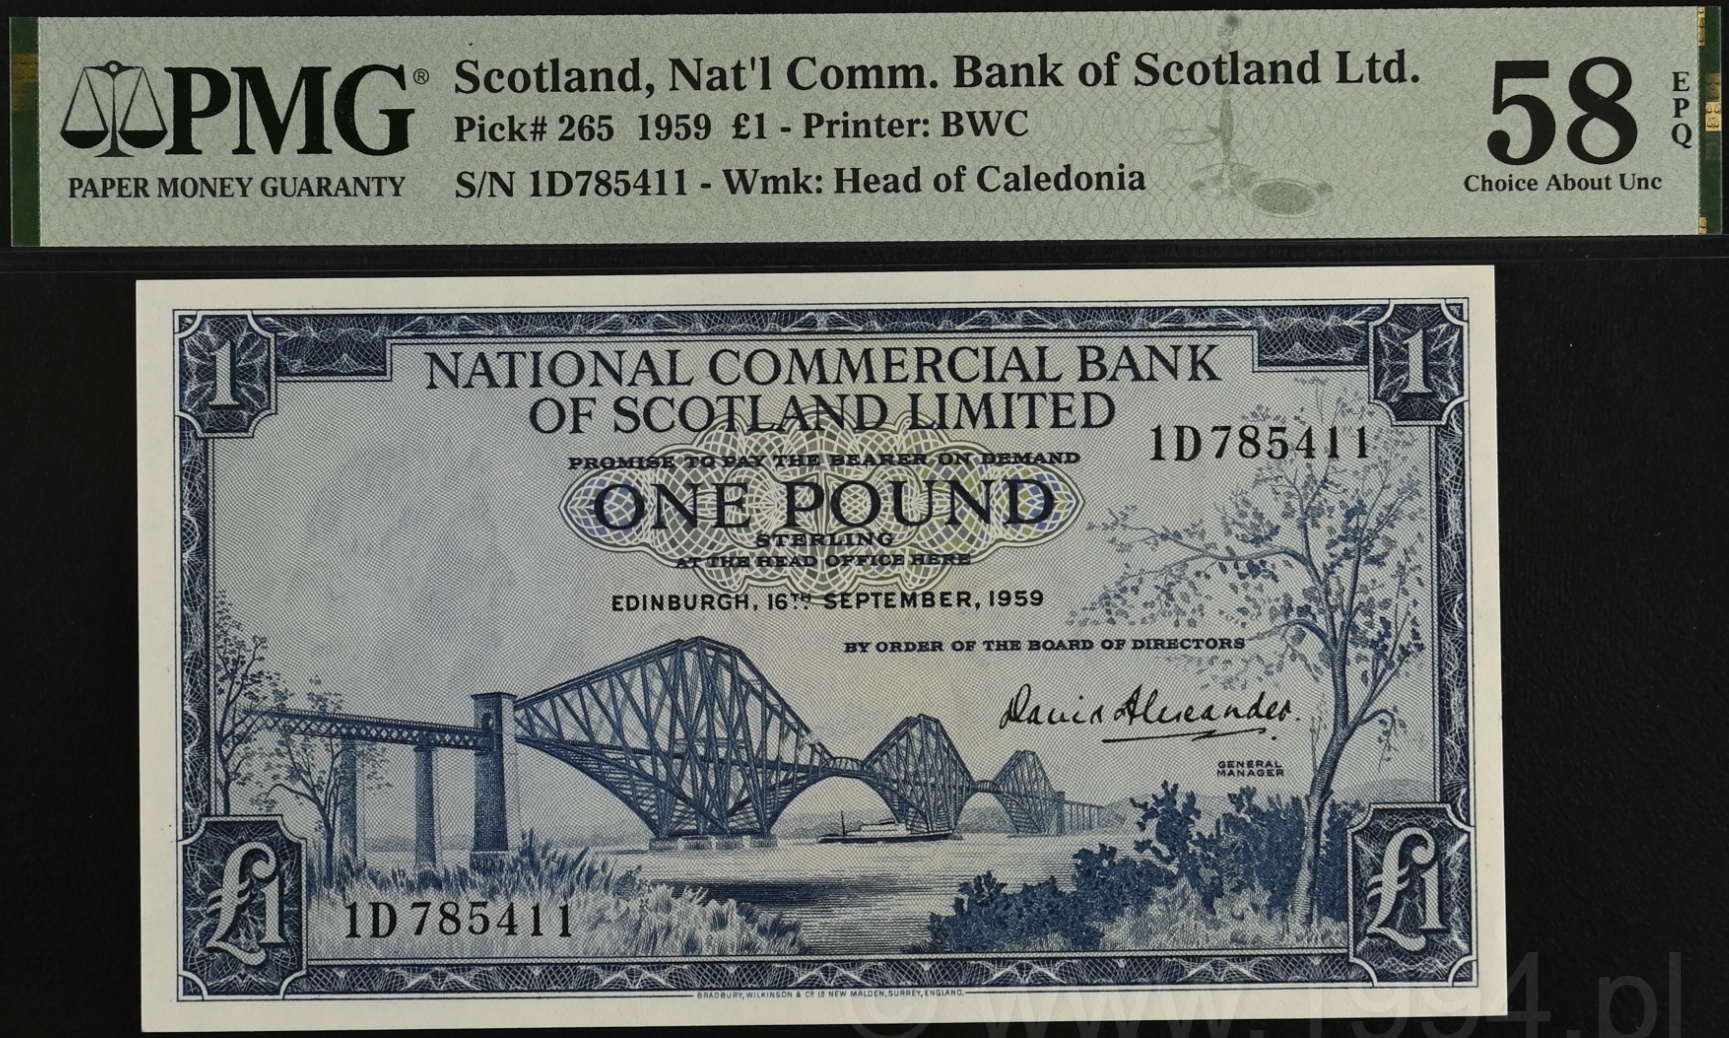 PMG®
PAPER MONEY GUARANTY
Scotland, Nat'l Comm. Bank of Scotland Ltd.
Pick# 265 1959 £1 - Printer: BWC
S/N 1D785411 - Wmk: Head of Caledonia
58
EPQ
Choice About Unc
1
1
NATIONAL COMMERCIAL BANK
OF SCOTLAND LIMITED
1D 785411
PROMISE TO PAY THE BEARER ON DEMAND
ONE POUND
STERLING
AT THE HEAD OFFICE HERE
EDINBURGH, 16TH SEPTEMBER, 1959
BY ORDER OF THE BOARD OF DIRECTORS
David Alexander.
GENERAL
MANAGER
£1
£1
1D 785411
BRADBURY, WILKINSON & Co Ld NEW MALDEN, SURREY, ENGLAND.
© www.1994.pl